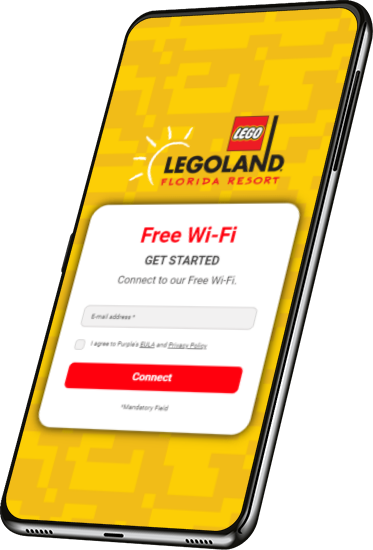 LEGO
LEGOLAND
FLORIDA RESORT
Free Wi-Fi
GET STARTED
Connect to our Free Wi-Fi.
E-mail address *
I agree to Purple's EULA and Privacy Policy
Connect
*Mandatory Field